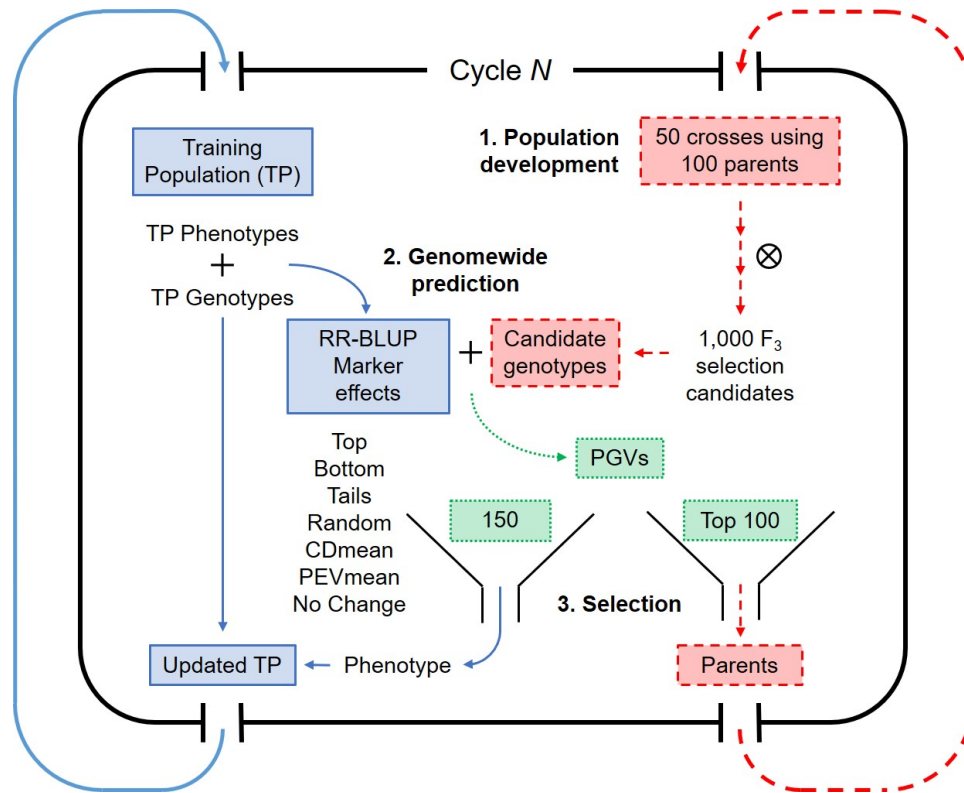 Cycle N
Training
Population (TP)
1. Population
development
50 crosses using
100 parents
TP Phenotypes
+
TP Genotypes
2. Genomewide
prediction
RR-BLUP
Marker
effects
+
Candidate
genotypes
1,000 F₃
selection
candidates
PGVs
Top
Bottom
Tails
Random
CDmean
PEVmean
No Change
150
Top 100
3. Selection
Updated TP
Phenotype
Parents